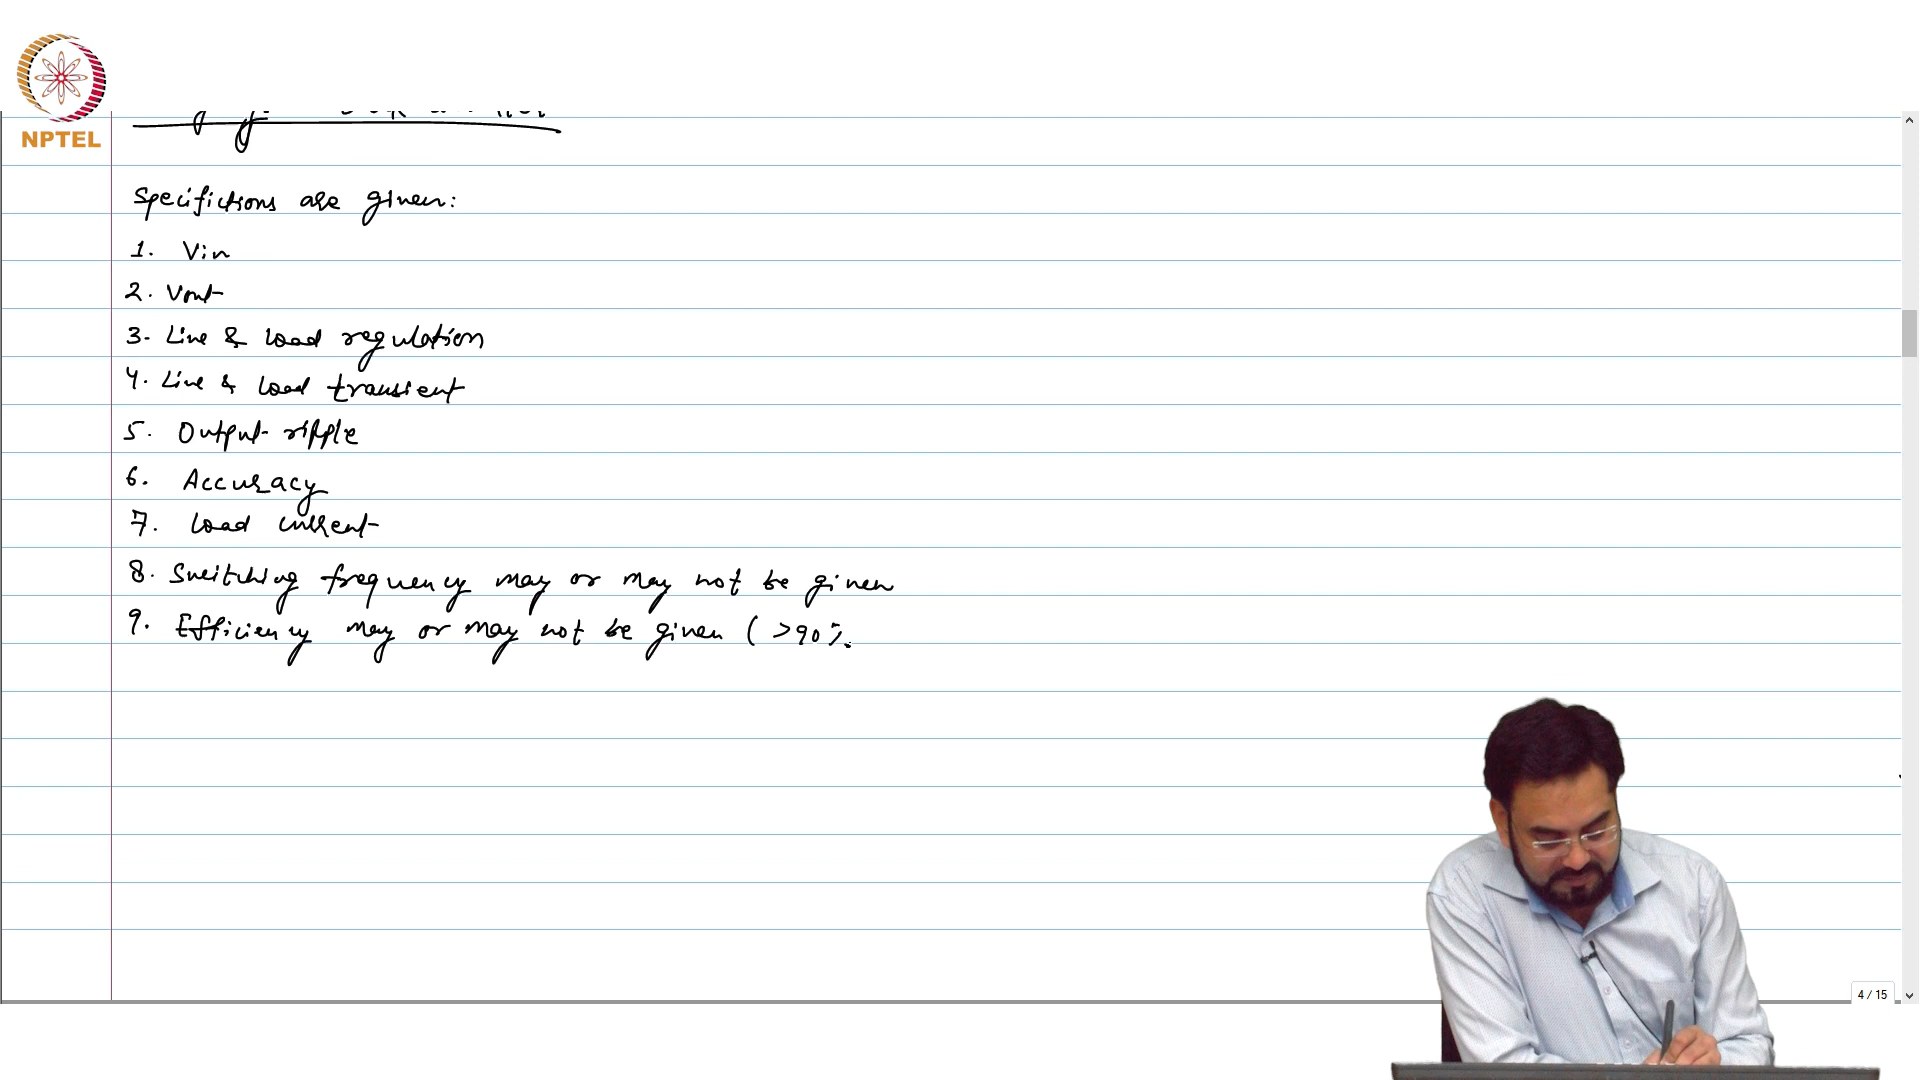 NPTEL
Specifictions are given:
1. Vin
2. Vout
3. Line & load regulation
4. Line & load transient
5. Output ripple
6. Accuracy
7. Load current
8. Switching frequency may or may not be given
9. Efficiency may or may not be given ( >90%
4 / 15